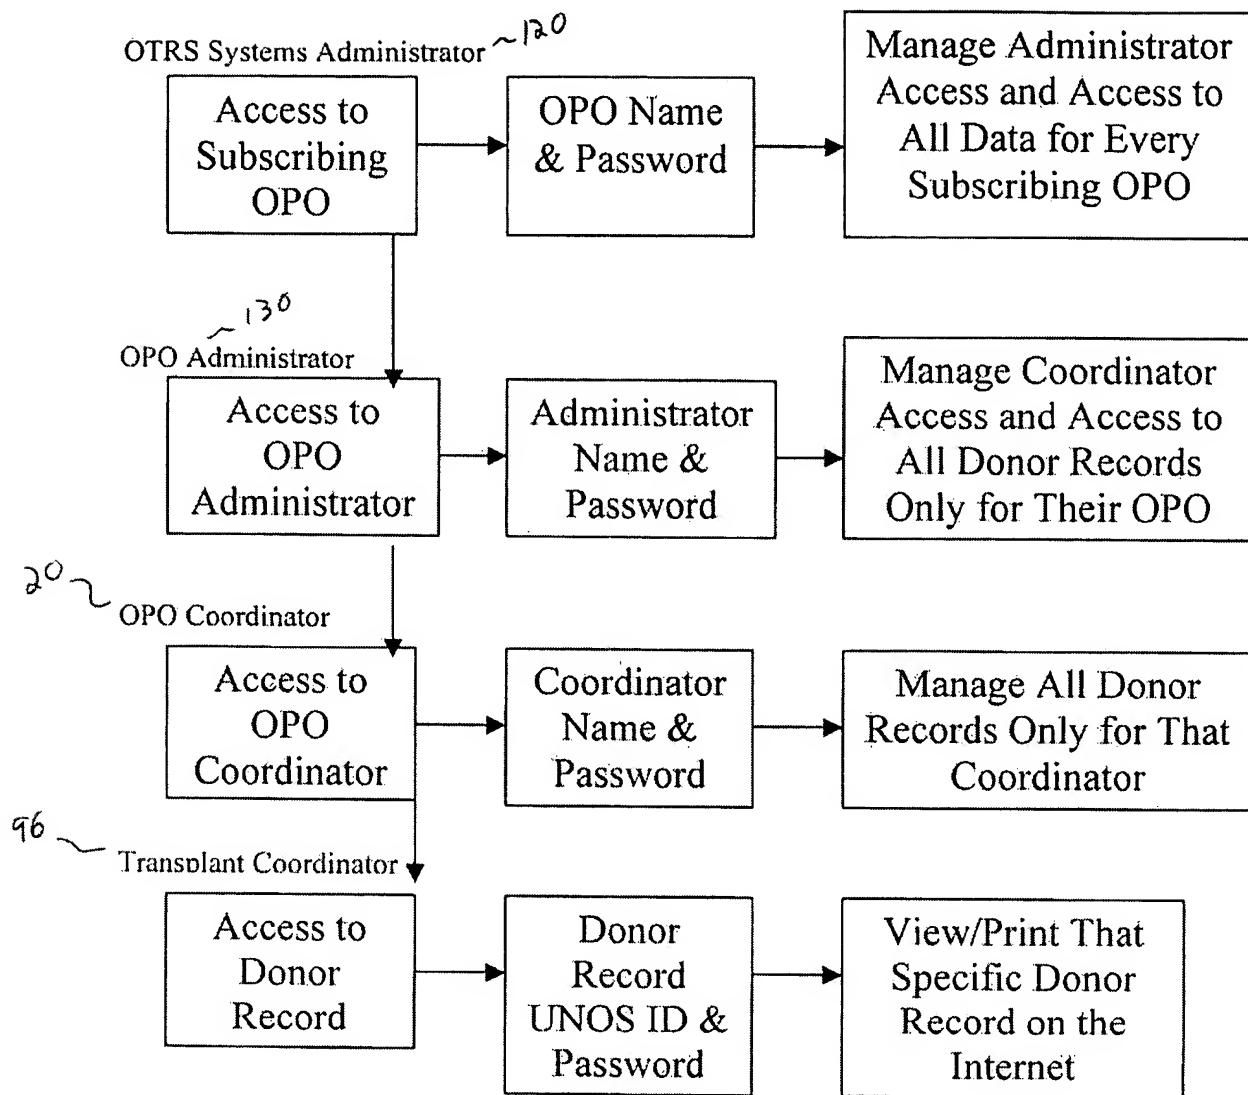 OTRS Systems Administrator
120
Access to
Subscribing
OPO
OPO Name
& Password
Manage Administrator
Access and Access to
All Data for Every
Subscribing OPO
130
OPO Administrator
Access to
OPO
Administrator
Administrator
Name &
Password
Manage Coordinator
Access and Access to
All Donor Records
Only for Their OPO
20
OPO Coordinator
Access to
OPO
Coordinator
Coordinator
Name &
Password
Manage All Donor
Records Only for That
Coordinator
96
Transplant Coordinator
Access to
Donor
Record
Donor
Record
UNOS ID &
Password
View/Print That
Specific Donor
Record on the
Internet